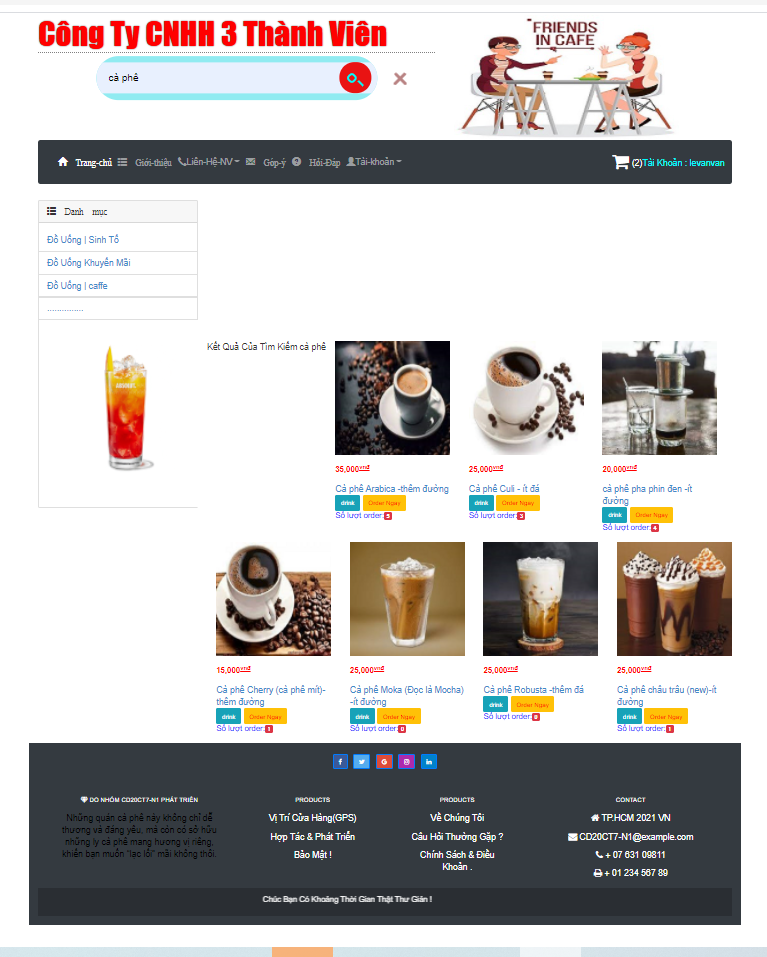 Công Ty CNHH 3 Thành Viên
FRIENDS
IN CAFE
cà phê
Trang-chủ Giới-thiệu Liên-Hệ-NV Góp-ý Hỏi-Đáp Tài-khoản (2)Tài Khoản : levanvan
Danh mục
Đồ Uống | Sinh Tố
Đồ Uống Khuyến Mãi
Đồ Uống | caffe
...............
Kết Quả Của Tìm Kiếm cà phê
35,000vnđ 25,000vnđ 20,000vnđ
Cà phê Arabica -thêm đường Cà Phê Culi - ít đá cà phê pha phin đen -ít
đường
drink Order Ngay drink Order Ngay drink Order Ngay
Số lượt order:5 Số lượt order:3 Số lượt order:4
15,000vnđ 25,000vnđ 25,000vnđ 25,000vnđ
Cà phê Cherry (cà phê mít)- Cà phê Moka (Đọc là Mocha) Cà phê Robusta -thêm đá Cà phê châu trâu (new)-ít
thêm đường -ít đường đường
drink Order Ngay drink Order Ngay drink Order Ngay drink Order Ngay
Số lượt order:1 Số lượt order:0 Số lượt order:0 Số lượt order:1
DO NHÓM CD20CT7-N1 PHÁT TRIỂN PRODUCTS PRODUCTS CONTACT
Những quán cà phê này không chỉ dễ
thương và đáng yêu, mà còn có sở hữu
những ly cà phê mang hương vị riêng,
khiến bạn muốn "lạc lối" mãi không thôi.
Vị Trí Cửa Hàng(GPS)
Hợp Tác & Phát Triển
Bảo Mật !
Về Chúng Tôi
Câu Hỏi Thường Gặp ?
Chính Sách & Điều
Khoản .
TP.HCM 2021 VN
CD20CT7-N1@example.com
+ 07 631 09811
+ 01 234 567 89
Chúc Bạn Có Khoảng Thời Gian Thật Thư Giãn !